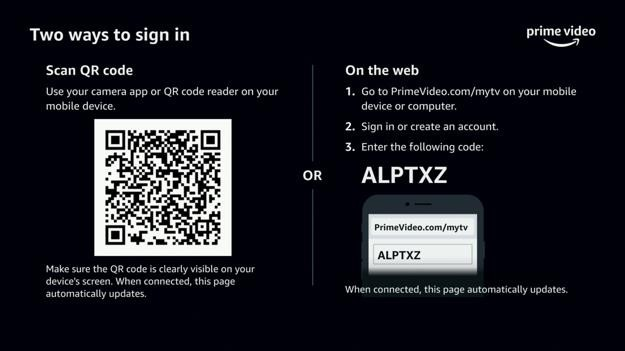 Two ways to sign in
prime video
Scan QR code
Use your camera app or QR code reader on your
mobile device.
Make sure the QR code is clearly visible on your
device's screen. When connected, this page
automatically updates.
OR
On the web
1. Go to PrimeVideo.com/mytv on your mobile
device or computer.
2. Sign in or create an account.
3. Enter the following code:
ALPTXZ
PrimeVideo.com/mytv
ALPTXZ
When connected, this page automatically updates.